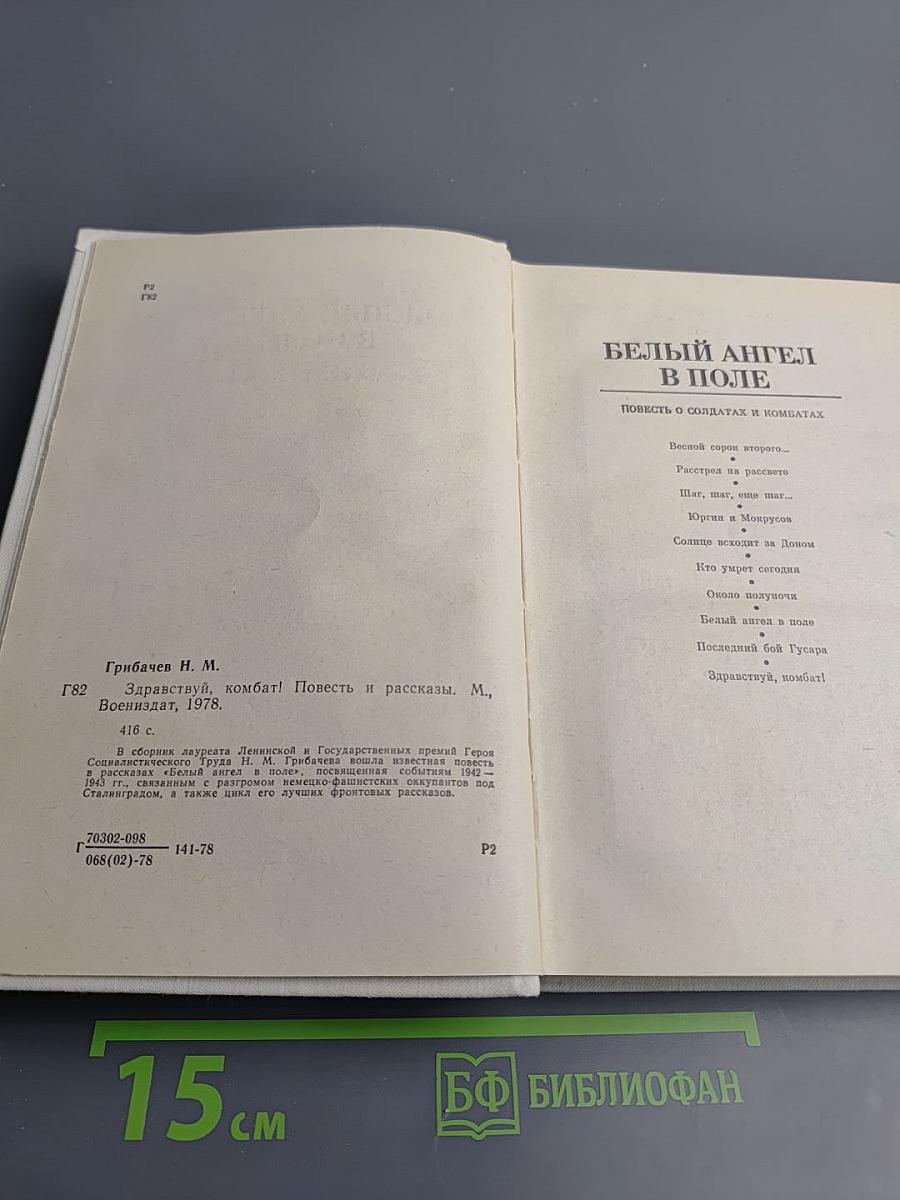 Р2
Г82
Грибачев Н. М.
Г82 Здравствуй, комбат! Повесть и рассказы. М.,
Воениздат, 1978.
416 с.
В сборник лауреата Ленинской и Государственных премий Героя
Социалистического Труда Н. М. Грибачева вошла известная повесть
в рассказах «Белый ангел в поле», посвященная событиям 1942—
1943 гг., связанным с разгромом немецко-фашистских оккупантов под
Сталинградом, а также цикл его лучших фронтовых рассказов.
70302-098
Г 141-78 Р2
068(02)-78
БЕЛЫЙ АНГЕЛ
В ПОЛЕ
ПОВЕСТЬ О СОЛДАТАХ И КОМБАТАХ
Весной сорок второго...
Расстрел на рассвете
Шаг, шаг, еще шаг...
Юргин и Мокрусов
Солнце всходит за Доном
Кто умрет сегодня
Около полуночи
Белый ангел в поле
Последний бой Гусара
Здравствуй, комбат!
15 см
БФ БИБЛИОФАН